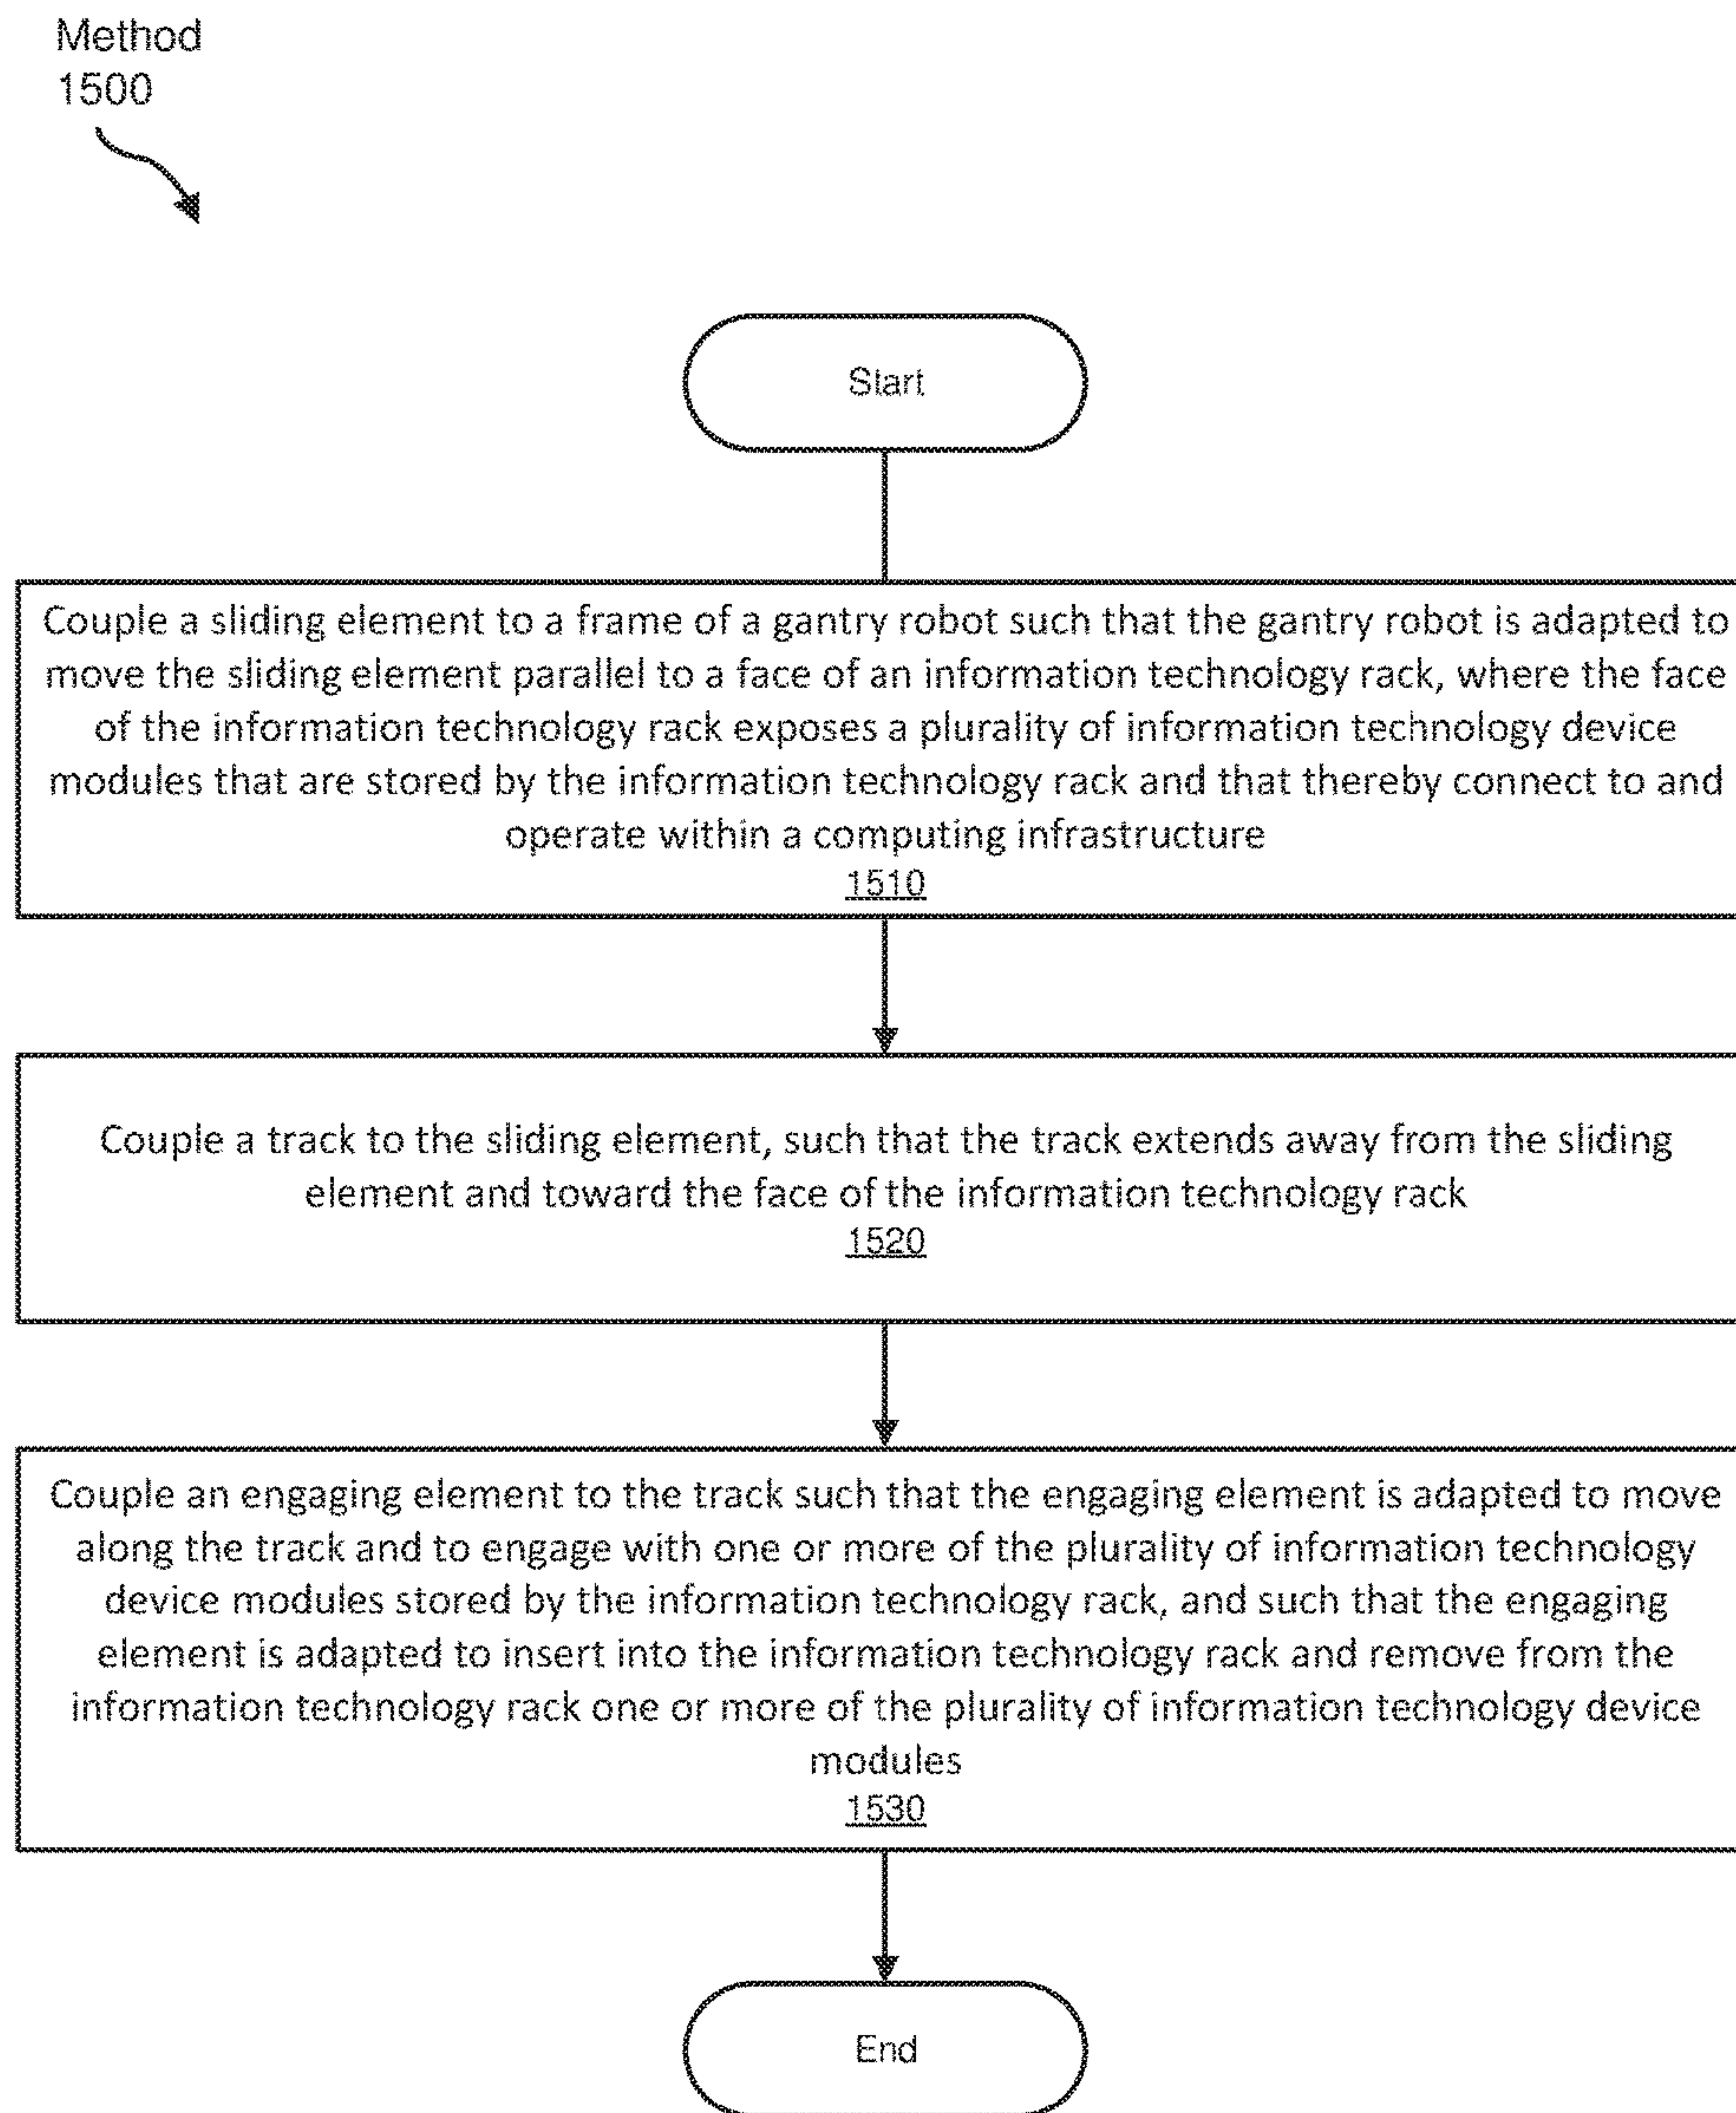 Method
1500
Start
Couple a sliding element to a frame of a gantry robot such that the gantry robot is adapted to
move the sliding element parallel to a face of an information technology rack, where the face
of the information technology rack exposes a plurality of information technology device
modules that are stored by the information technology rack and that thereby connect to and
operate within a computing infrastructure
1510
Couple a track to the sliding element, such that the track extends away from the sliding
element and toward the face of the information technology rack
1520
Couple an engaging element to the track such that the engaging element is adapted to move
along the track and to engage with one or more of the plurality of information technology
device modules stored by the information technology rack, and such that the engaging
element is adapted to insert into the information technology rack and remove from the
information technology rack one or more of the plurality of information technology device
modules
1530
End